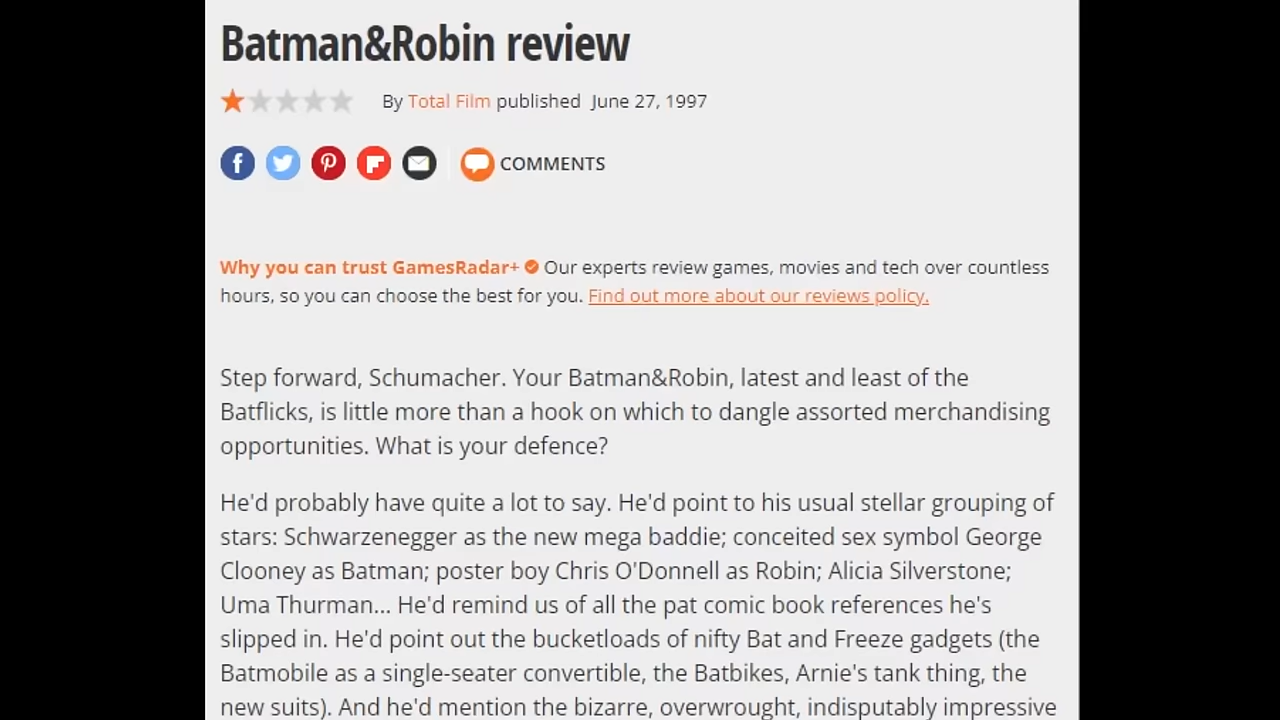 Batman&Robin review
By Total Film published June 27, 1997
COMMENTS
Why you can trust GamesRadar+ Our experts review games, movies and tech over countless
hours, so you can choose the best for you. Find out more about our reviews policy.
Step forward, Schumacher. Your Batman&Robin, latest and least of the
Batflicks, is little more than a hook on which to dangle assorted merchandising
opportunities. What is your defence?
He'd probably have quite a lot to say. He'd point to his usual stellar grouping of
stars: Schwarzenegger as the new mega baddie; conceited sex symbol George
Clooney as Batman; poster boy Chris O'Donnell as Robin; Alicia Silverstone;
Uma Thurman... He'd remind us of all the pat comic book references he's
slipped in. He'd point out the bucketloads of nifty Bat and Freeze gadgets (the
Batmobile as a single-seater convertible, the Batbikes, Arnie's tank thing, the
new suits). And he'd mention the bizarre, overwrought, indisputably impressive